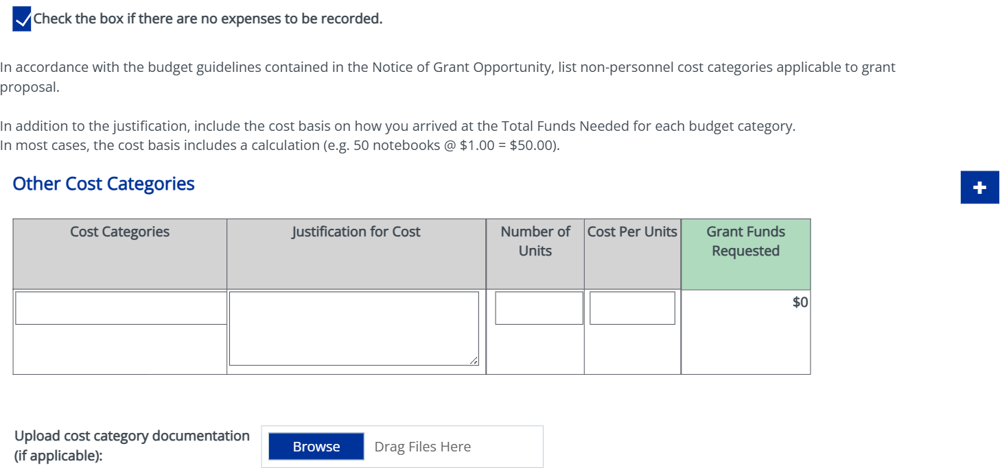 Check the box if there are no expenses to be recorded.
In accordance with the budget guidelines contained in the Notice of Grant Opportunity, list non-personnel cost categories applicable to grant
proposal.
In addition to the justification, include the cost basis on how you arrived at the Total Funds Needed for each budget category.
In most cases, the cost basis includes a calculation (e.g. 50 notebooks @ $1.00 = $50.00).
Other Cost Categories
+
Cost Categories
Justification for Cost
Number of
Units
Cost Per Units
Grant Funds
Requested
$0
Upload cost category documentation
(if applicable):
Browse
Drag Files Here